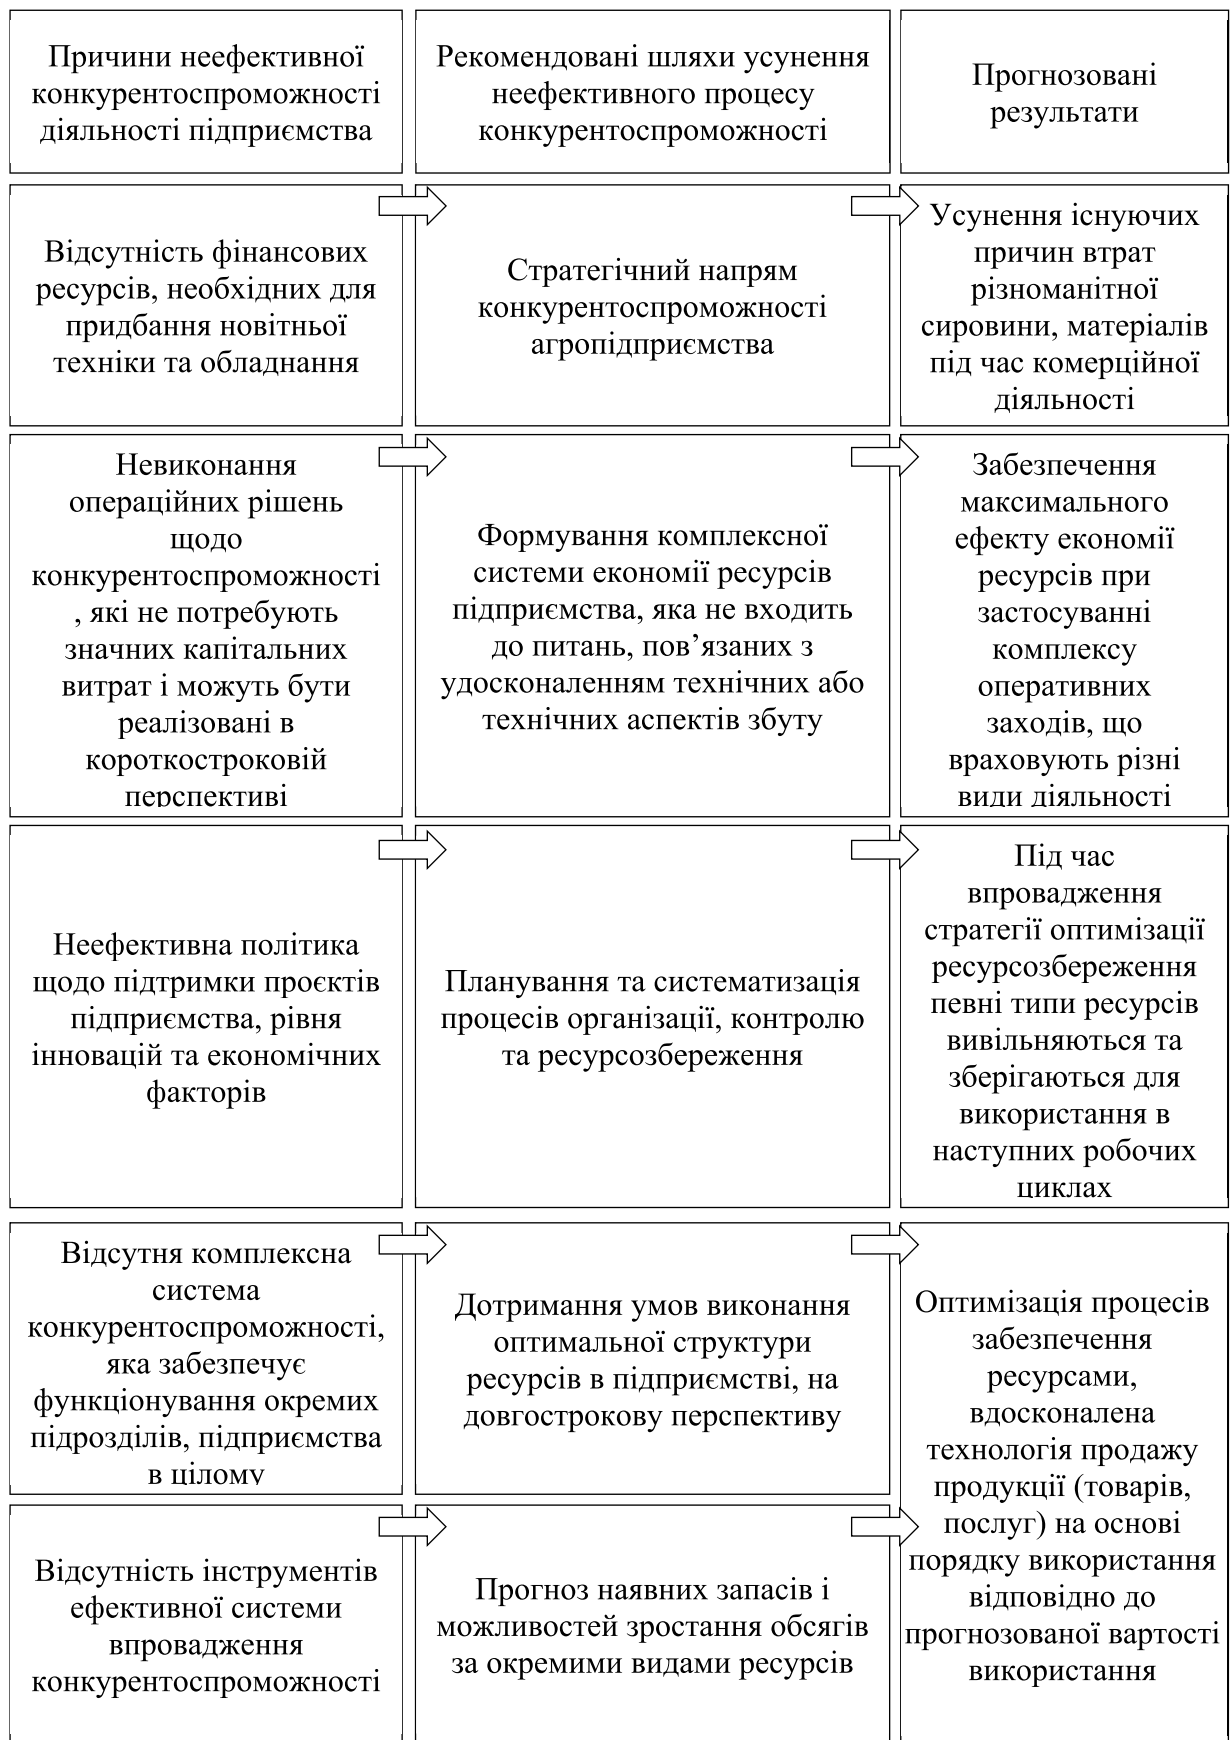 Причини неефективної
конкурентоспроможності
діяльності підприємства
Рекомендовані шляхи усунення
неефективного процесу
конкурентоспроможності
Прогнозовані
результати
Відсутність фінансових
ресурсів, необхідних для
придбання новітньої
техніки та обладнання
Стратегічний напрям
конкурентоспроможності
агропідприємства
Усунення існуючих
причин втрат
різноманітної
сировини, матеріалів
під час комерційної
діяльності
Невиконання
операційних рішень
щодо
конкурентоспроможності
, які не потребують
значних капітальних
витрат і можуть бути
реалізовані в
короткостроковій
перспективі
Формування комплексної
системи економії ресурсів
підприємства, яка не входить
до питань, пов’язаних з
удосконаленням технічних або
технічних аспектів збуту
Забезпечення
максимального
ефекту економії
ресурсів при
застосуванні
комплексу
оперативних
заходів, що
враховують різні
види діяльності
Неефективна політика
щодо підтримки проєктів
підприємства, рівня
інновацій та економічних
факторів
Планування та систематизація
процесів організації, контролю
та ресурсозбереження
Під час
впровадження
стратегії оптимізації
ресурсозбереження
певні типи ресурсів
вивільняються та
зберігаються для
використання в
наступних робочих
циклах
Відсутня комплексна
система
конкурентоспроможності,
яка забезпечує
функціонування окремих
підрозділів, підприємства
в цілому
Дотримання умов виконання
оптимальної структури
ресурсів в підприємстві, на
довгострокову перспективу
Оптимізація процесів
забезпечення
ресурсами,
вдосконалена
технологія продажу
продукції (товарів,
послуг) на основі
порядку використання
відповідно до
прогнозованої вартості
використання
Відсутність інструментів
ефективної системи
впровадження
конкурентоспроможності
Прогноз наявних запасів і
можливостей зростання обсягів
за окремими видами ресурсів